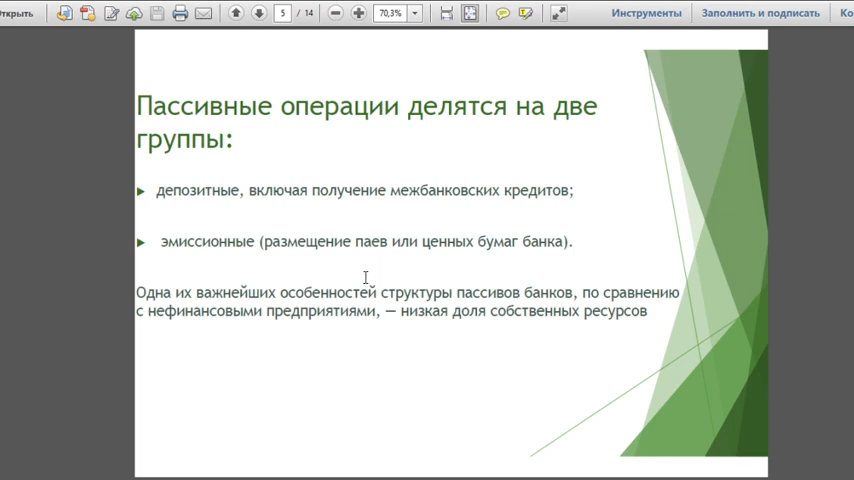 ткрыть
5 / 14
70,3%
Инструменты
Заполнить и подписать
Ко
Пассивные операции делятся на две
группы:
депозитные, включая получение межбанковских кредитов;
эмиссионные (размещение паев или ценных бумаг банка).
Одна их важнейших особенностей структуры пассивов банков, по сравнению
с нефинансовыми предприятиями, — низкая доля собственных ресурсов